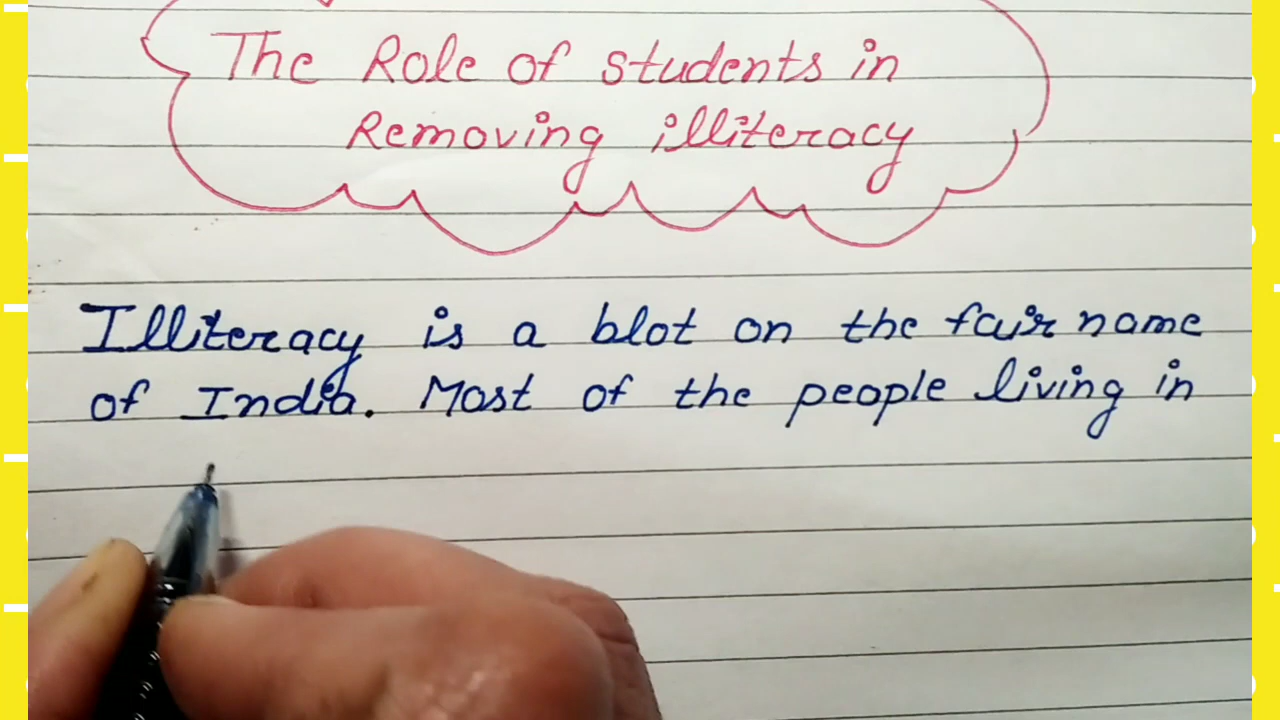 The Role of students in
Removing illiteracy
Illiteracy is a blot on the fair name
of India. Most of the people living in